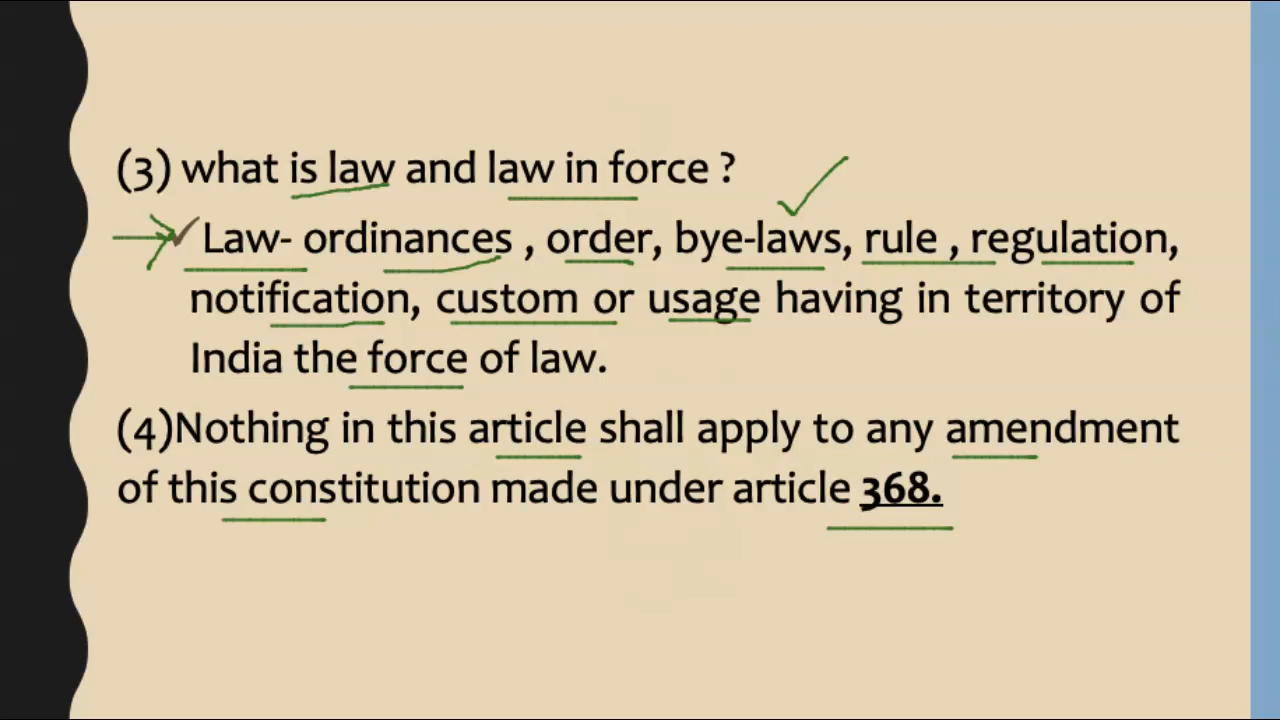 (3) what is law and law in force ?
Law- ordinances , order, bye-laws, rule , regulation,
notification, custom or usage having in territory of
India the force of law.
(4)Nothing in this article shall apply to any amendment
of this constitution made under article 368.